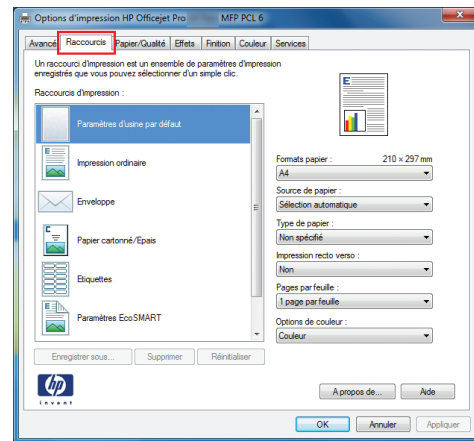 Options d'impression HP Officejet Pro MFP PCL 6
Avancé Raccourcis Papier/Qualité Effets Finition Couleur Services
Un raccourci d'impression est un ensemble de paramètres d'impression
enregistrés que vous pouvez sélectionner d'un simple clic.
Raccourcis d'impression :
Paramètres d'usine par défaut
Impression ordinaire
Enveloppe
Papier cartonné/Épais
Etiquettes
Paramètres EcoSMART
Enregistrer sous... Supprimer Réinitialiser
E
Formats papier : 210 × 297 mm
A4
Source de papier :
Sélection automatique
Type de papier :
Non spécifié
Impression recto verso :
Non
Pages par feuille :
1 page par feuille
Options de couleur :
Couleur
hp
invent
A propos de... Aide
OK Annuler Appliquer